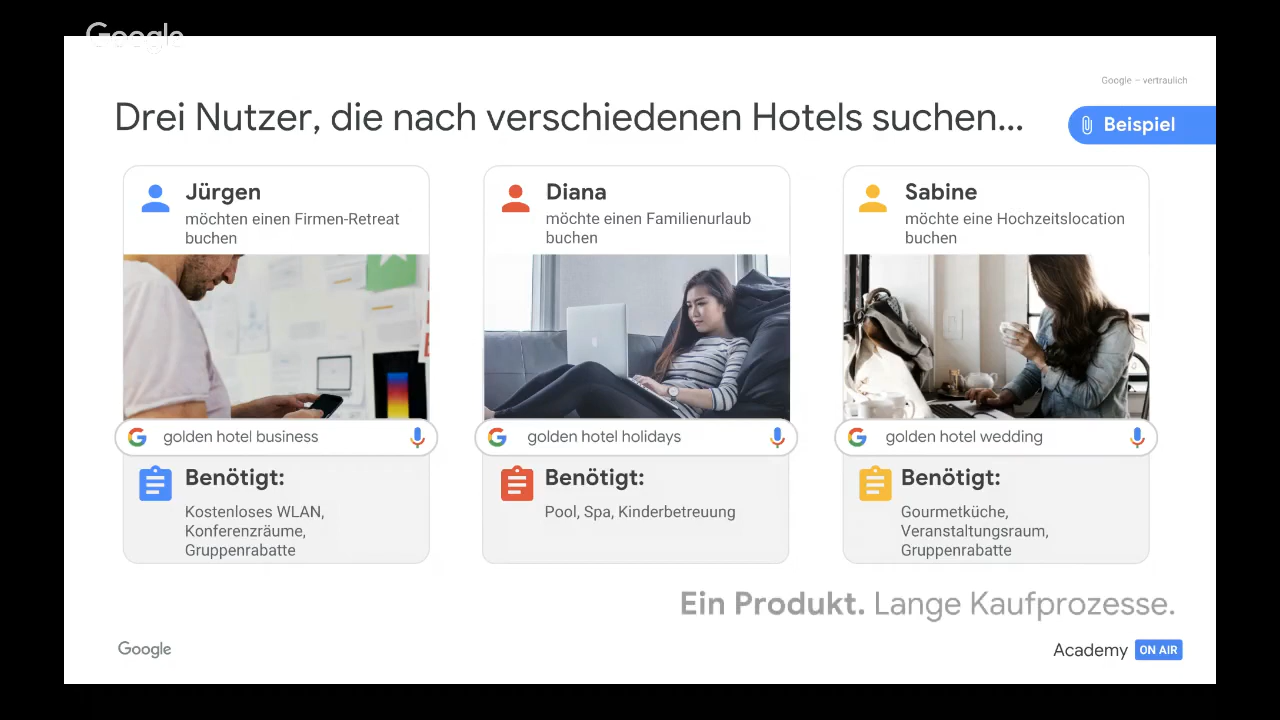 Google
Google – vertraulich
Drei Nutzer, die nach verschiedenen Hotels suchen...
Beispiel
Jürgen
möchten einen Firmen-Retreat
buchen
golden hotel business
Benötigt:
Kostenloses WLAN,
Konferenzräume,
Gruppenrabatte
Diana
möchte einen Familienurlaub
buchen
golden hotel holidays
Benötigt:
Pool, Spa, Kinderbetreuung
Sabine
möchte eine Hochzeitslocation
buchen
golden hotel wedding
Benötigt:
Gourmetküche,
Veranstaltungsraum,
Gruppenrabatte
Ein Produkt. Lange Kaufprozesse.
Google
Academy ON AIR